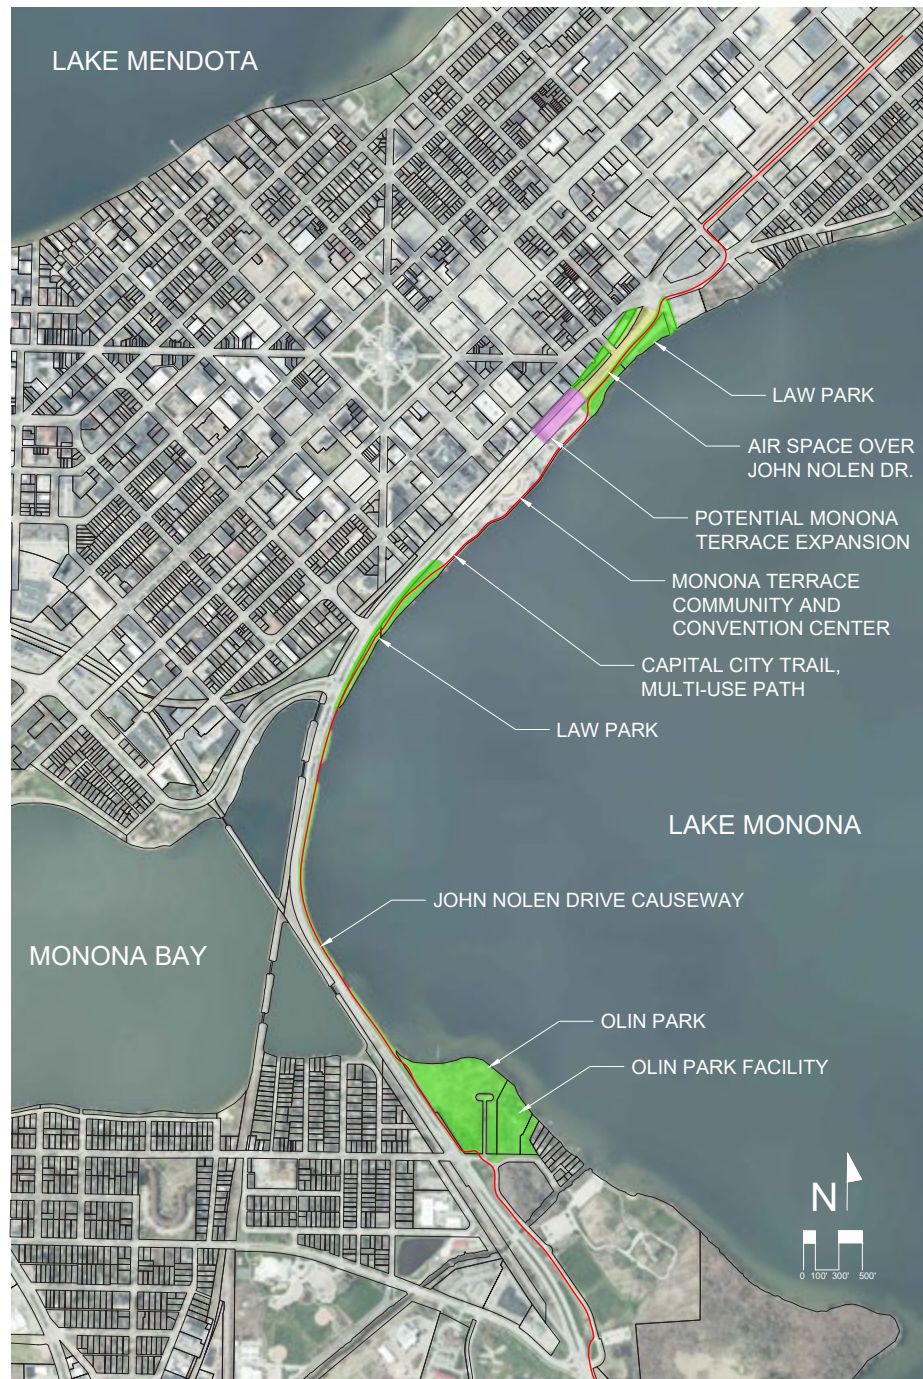 LAKE MENDOTA
LAW PARK
AIR SPACE OVER
JOHN NOLEN DR.
POTENTIAL MONONA
TERRACE EXPANSION
MONONA TERRACE
COMMUNITY AND
CONVENTION CENTER
CAPITAL CITY TRAIL,
MULTI-USE PATH
LAW PARK
LAKE MONONA
JOHN NOLEN DRIVE CAUSEWAY
MONONA BAY
OLIN PARK
OLIN PARK FACILITY
N
0 100' 300' 500'